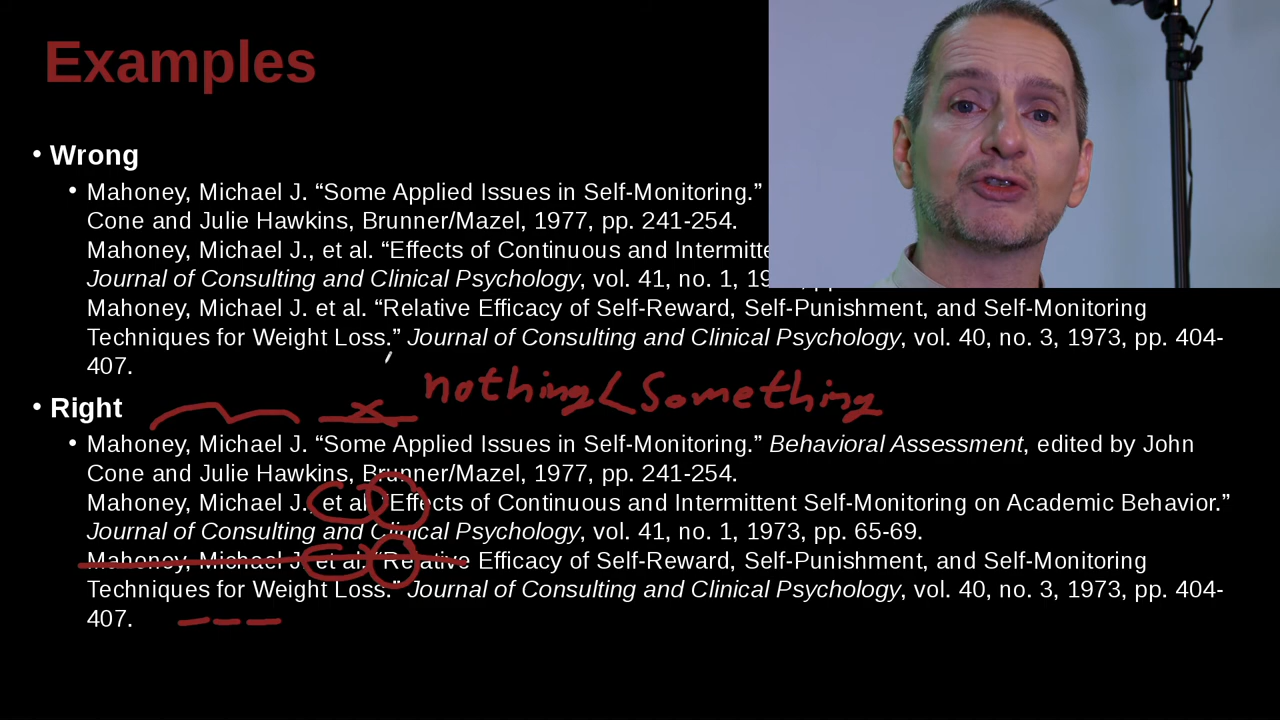 Examples
• Wrong
• Mahoney, Michael J. “Some Applied Issues in Self-Monitoring.”
Cone and Julie Hawkins, Brunner/Mazel, 1977, pp. 241-254.
Mahoney, Michael J., et al. “Effects of Continuous and
Journal of Consulting and Clinical Psychology, vol. 41, no. 1,
Mahoney, Michael J. et al. “Relative Efficacy of Self-Reward, Self-Punishment, and Self-Monitoring
Techniques for Weight Loss.” Journal of Consulting and Clinical Psychology, vol. 40, no. 3, 1973, pp. 404-
407.
nothing < Something
• Right
• Mahoney, Michael J. “Some Applied Issues in Self-Monitoring.” Behavioral Assessment, edited by John
Cone and Julie Hawkins, Brunner/Mazel, 1977, pp. 241-254.
Mahoney, Michael J., et al. “Effects of Continuous and Intermittent Self-Monitoring on Academic Behavior.”
Journal of Consulting and Clinical Psychology, vol. 41, no. 1, 1973, pp. 65-69.
Mahoney, Michael J. et al. “Relative Efficacy of Self-Reward, Self-Punishment, and Self-Monitoring
Techniques for Weight Loss.” Journal of Consulting and Clinical Psychology, vol. 40, no. 3, 1973, pp. 404-
407.